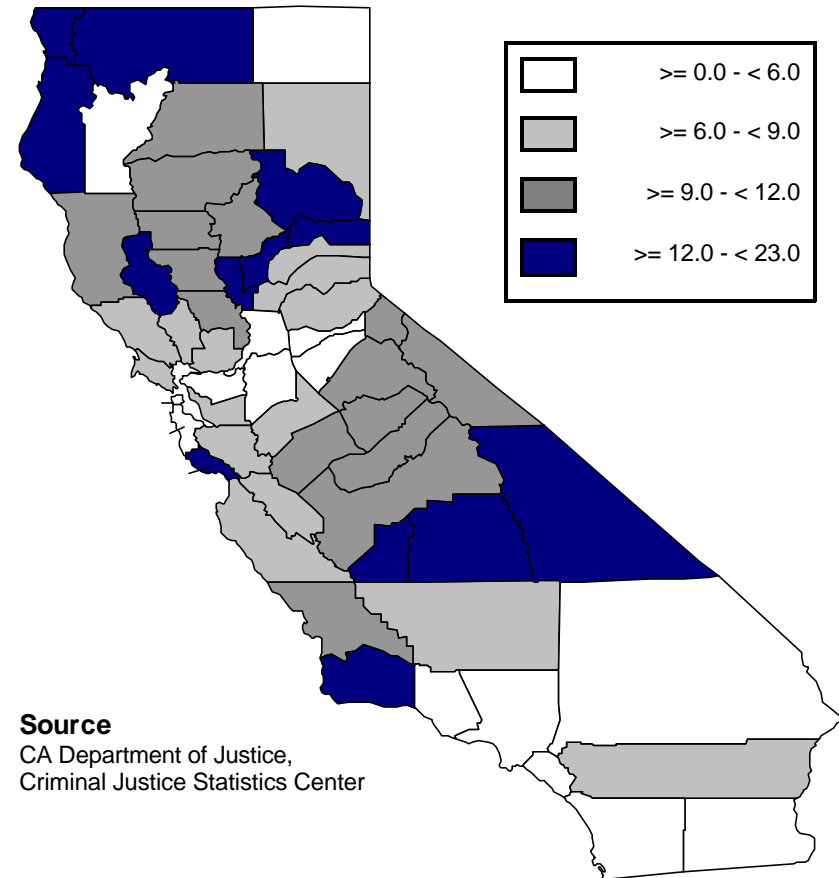 >= 0.0 - < 6.0
>= 6.0 - < 9.0
>= 9.0 - < 12.0
>= 12.0 - < 23.0
Source
CA Department of Justice,
Criminal Justice Statistics Center